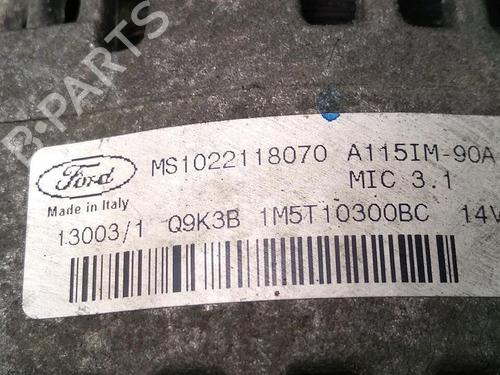 B-PARTS
Ford
MS1022118070 A115IM-90A
MIC 3.1
Made in Italy
13003/1 Q9K3B 1M5T10300BC 14V